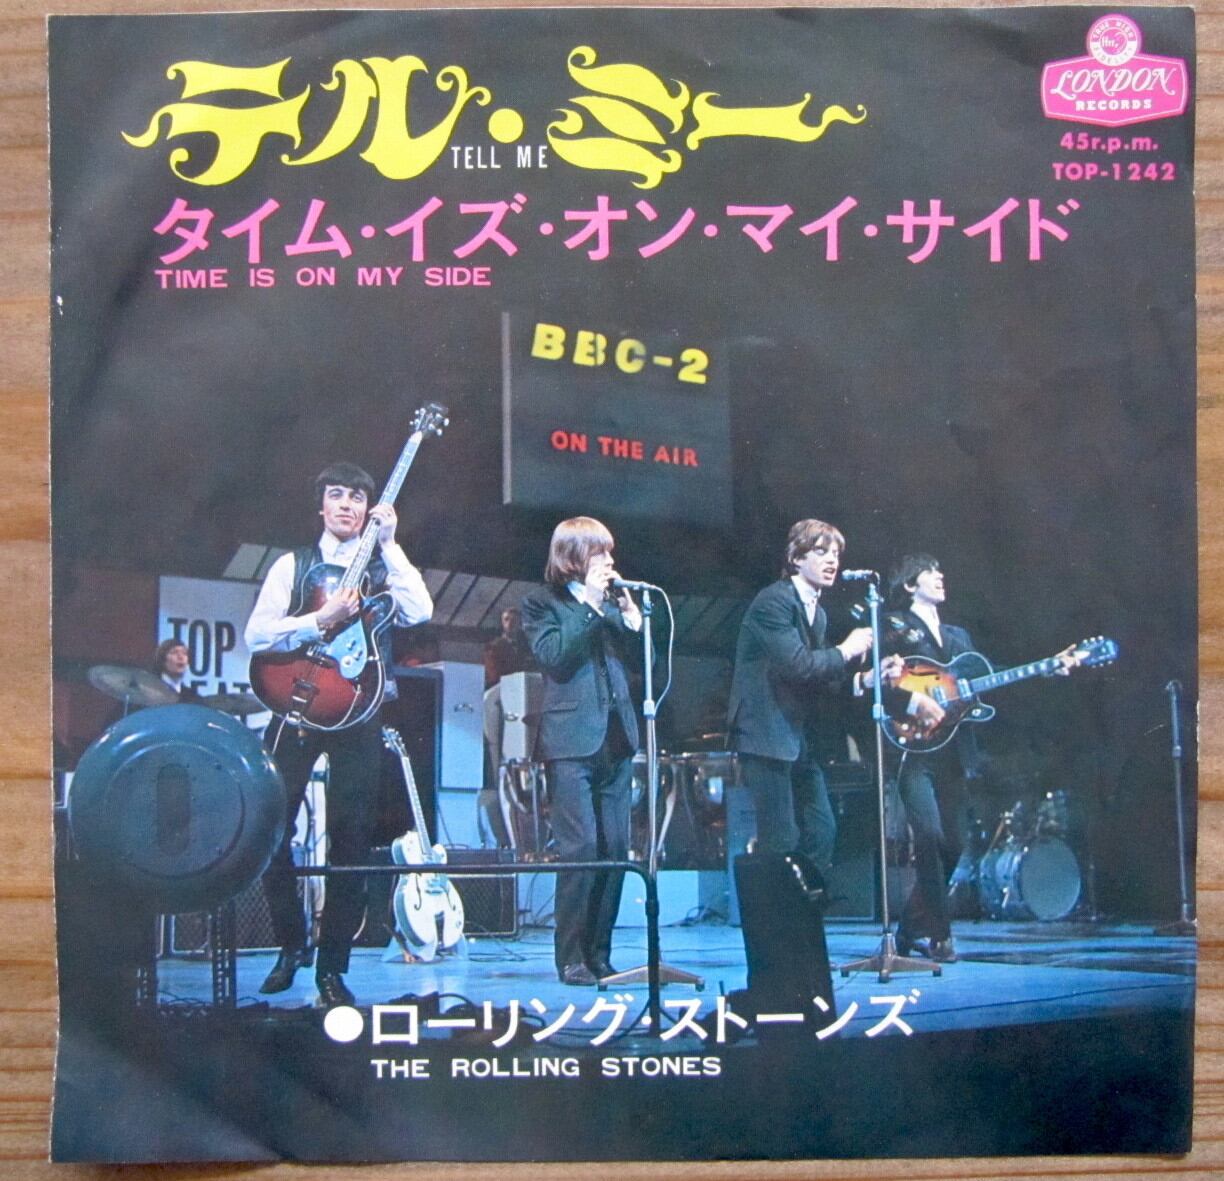 テル・ミー
TELL ME
タイム・イズ・オン・マイ・サイド
TIME IS ON MY SIDE
LONDON
RECORDS
45r.p.m.
TOP-1242
BBC-2
ON THE AIR
TOP
●ローリング・ストーンズ
THE ROLLING STONES